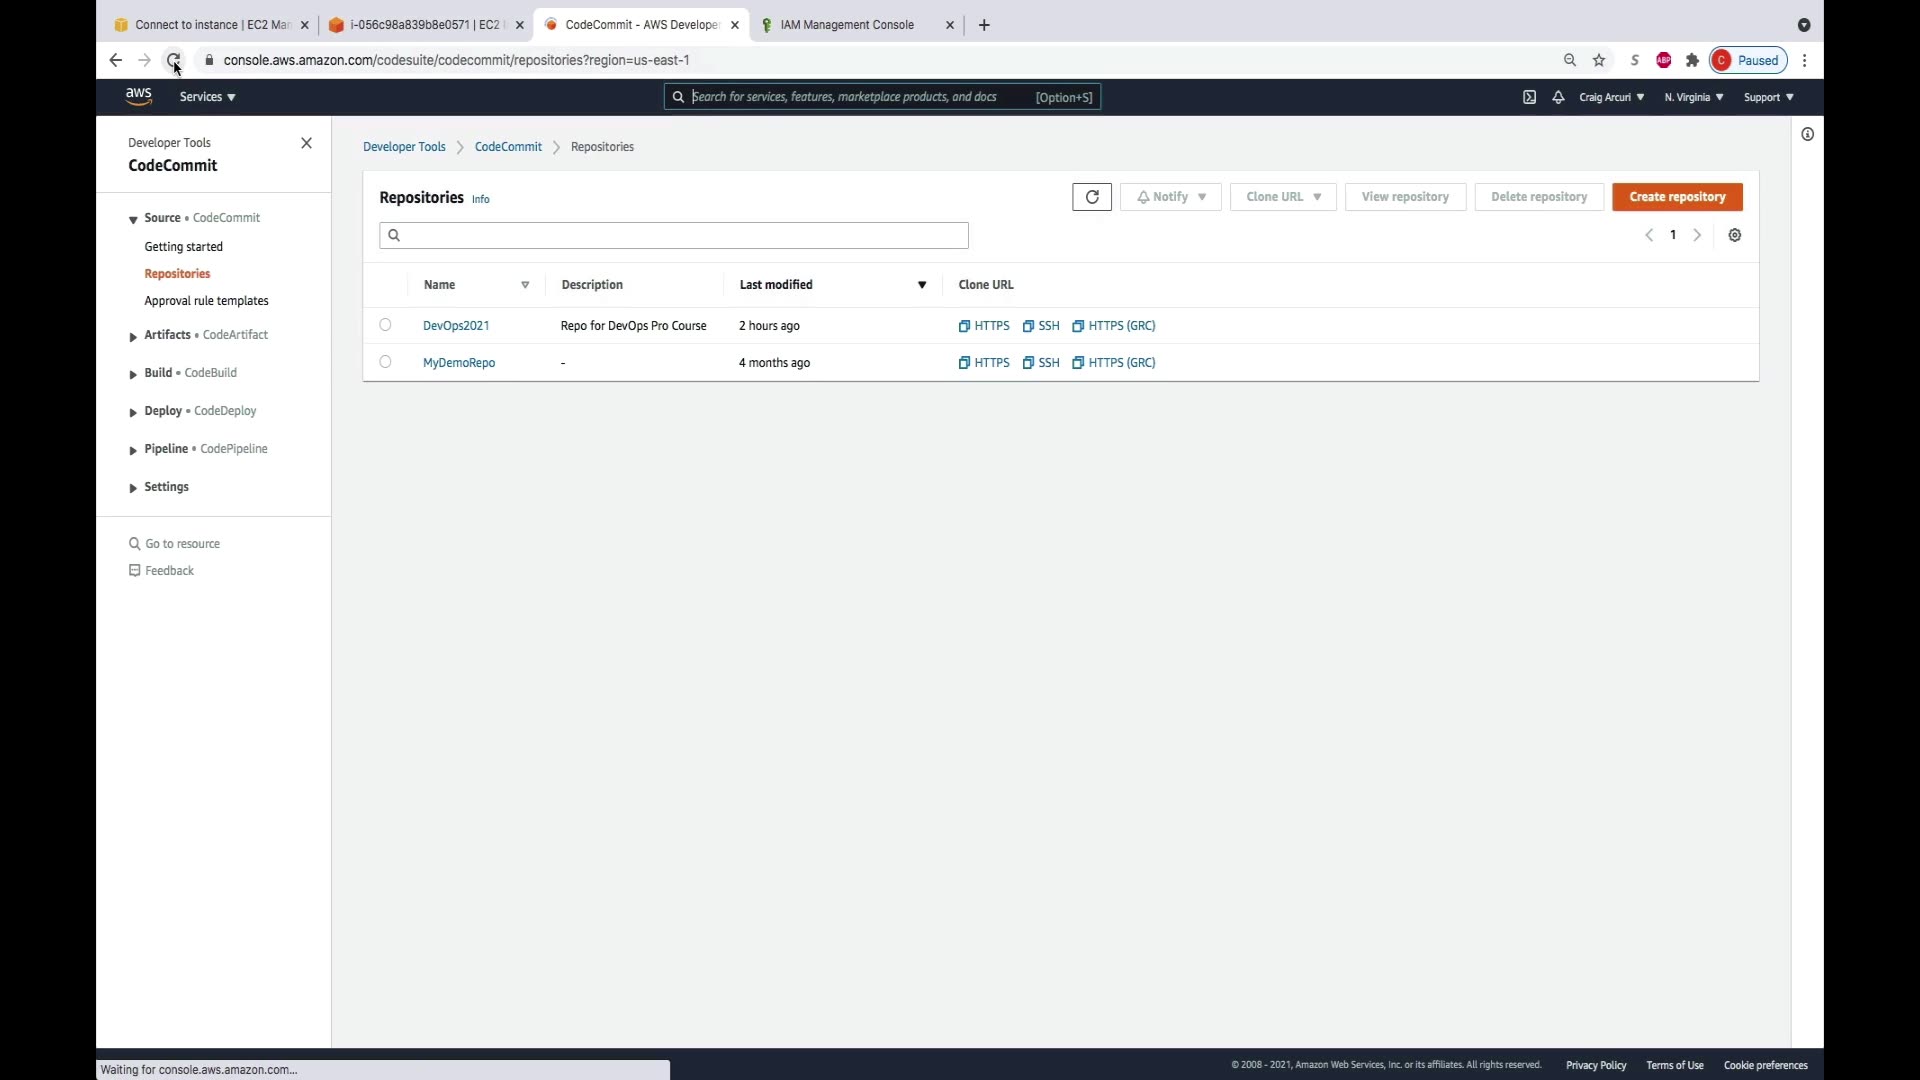 Connect to instance | EC2 Man
i-056c98a839b8e0571 | EC2 I
CodeCommit - AWS Developer
IAM Management Console
console.aws.amazon.com/codesuite/codecommit/repositories?region=us-east-1
S
ABP
C
Paused
aws
Services
Search for services, features, marketplace products, and docs
[Option+S]
Craig Arcuri
N. Virginia
Support
Developer Tools
CodeCommit
Source • CodeCommit
Getting started
Repositories
Approval rule templates
Artifacts • CodeArtifact
Build • CodeBuild
Deploy • CodeDeploy
Pipeline • CodePipeline
Settings
Go to resource
Feedback
Developer Tools
CodeCommit
Repositories
Repositories Info
Notify
Clone URL
View repository
Delete repository
Create repository
1
Name
Description
Last modified
Clone URL
DevOps2021
Repo for DevOps Pro Course
2 hours ago
HTTPS
SSH
HTTPS (GRC)
MyDemoRepo
-
4 months ago
HTTPS
SSH
HTTPS (GRC)
Waiting for console.aws.amazon.com...
© 2008 - 2021, Amazon Web Services, Inc. or its affiliates. All rights reserved.
Privacy Policy
Terms of Use
Cookie preferences